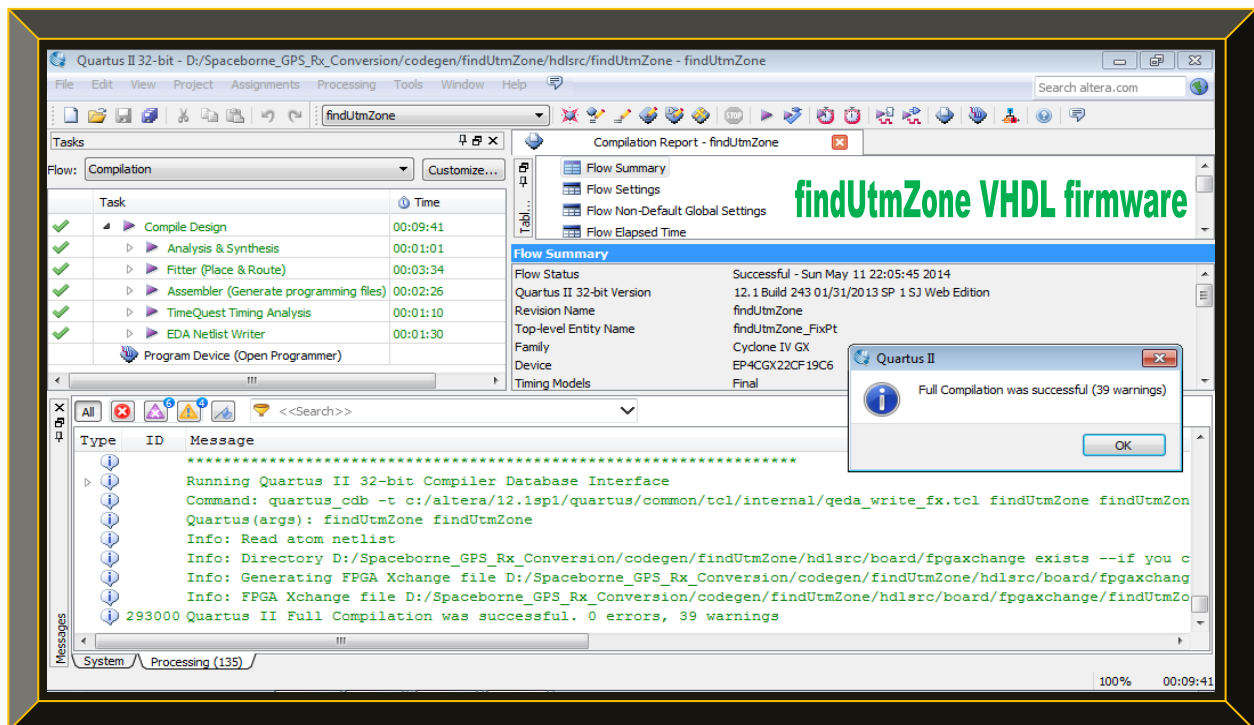 Quartus II 32-bit - D:/Spaceborne_GPS_Rx_Conversion/codegen/findUtmZone/hdlsrc/findUtmZone - findUtmZone
File Edit View Project Assignments Processing Tools Window Help
Search altera.com
findUtmZone
STOP
Tasks
Flow: Compilation Customize...
Task Time
Compile Design 00:09:41
Analysis & Synthesis 00:01:01
Fitter (Place & Route) 00:03:34
Assembler (Generate programming files) 00:02:26
TimeQuest Timing Analysis 00:01:10
EDA Netlist Writer 00:01:30
Program Device (Open Programmer)
Compilation Report - findUtmZone
Tabl...
Flow Summary
Flow Settings
Flow Non-Default Global Settings
Flow Elapsed Time
findUtmZone VHDL firmware
Flow Summary
Flow Status Successful - Sun May 11 22:05:45 2014
Quartus II 32-bit Version 12.1 Build 243 01/31/2013 SP 1 SJ Web Edition
Revision Name findUtmZone
Top-level Entity Name findUtmZone_FixPt
Family Cyclone IV GX
Device EP4CGX22CF19C6
Timing Models Final
Quartus II
Full Compilation was successful (39 warnings)
OK
All 6 4 <<Search>>
Type ID Message
*******************************************************************
Running Quartus II 32-bit Compiler Database Interface
Command: quartus_cdb -t c:/altera/12.1sp1/quartus/common/tcl/internal/qeda_write_fx.tcl findUtmZone findUtmZon
Quartus(args): findUtmZone findUtmZone
Info: Read atom netlist
Info: Directory D:/Spaceborne_GPS_Rx_Conversion/codegen/findUtmZone/hdlsrc/board/fpgaxchange exists --if you c
Info: Generating FPGA Xchange file D:/Spaceborne_GPS_Rx_Conversion/codegen/findUtmZone/hdlsrc/board/fpgaxchang
Info: FPGA Xchange file D:/Spaceborne_GPS_Rx_Conversion/codegen/findUtmZone/hdlsrc/board/fpgaxchange/findUtmZo
293000 Quartus II Full Compilation was successful. 0 errors, 39 warnings
Messages
System Processing (135)
100% 00:09:41